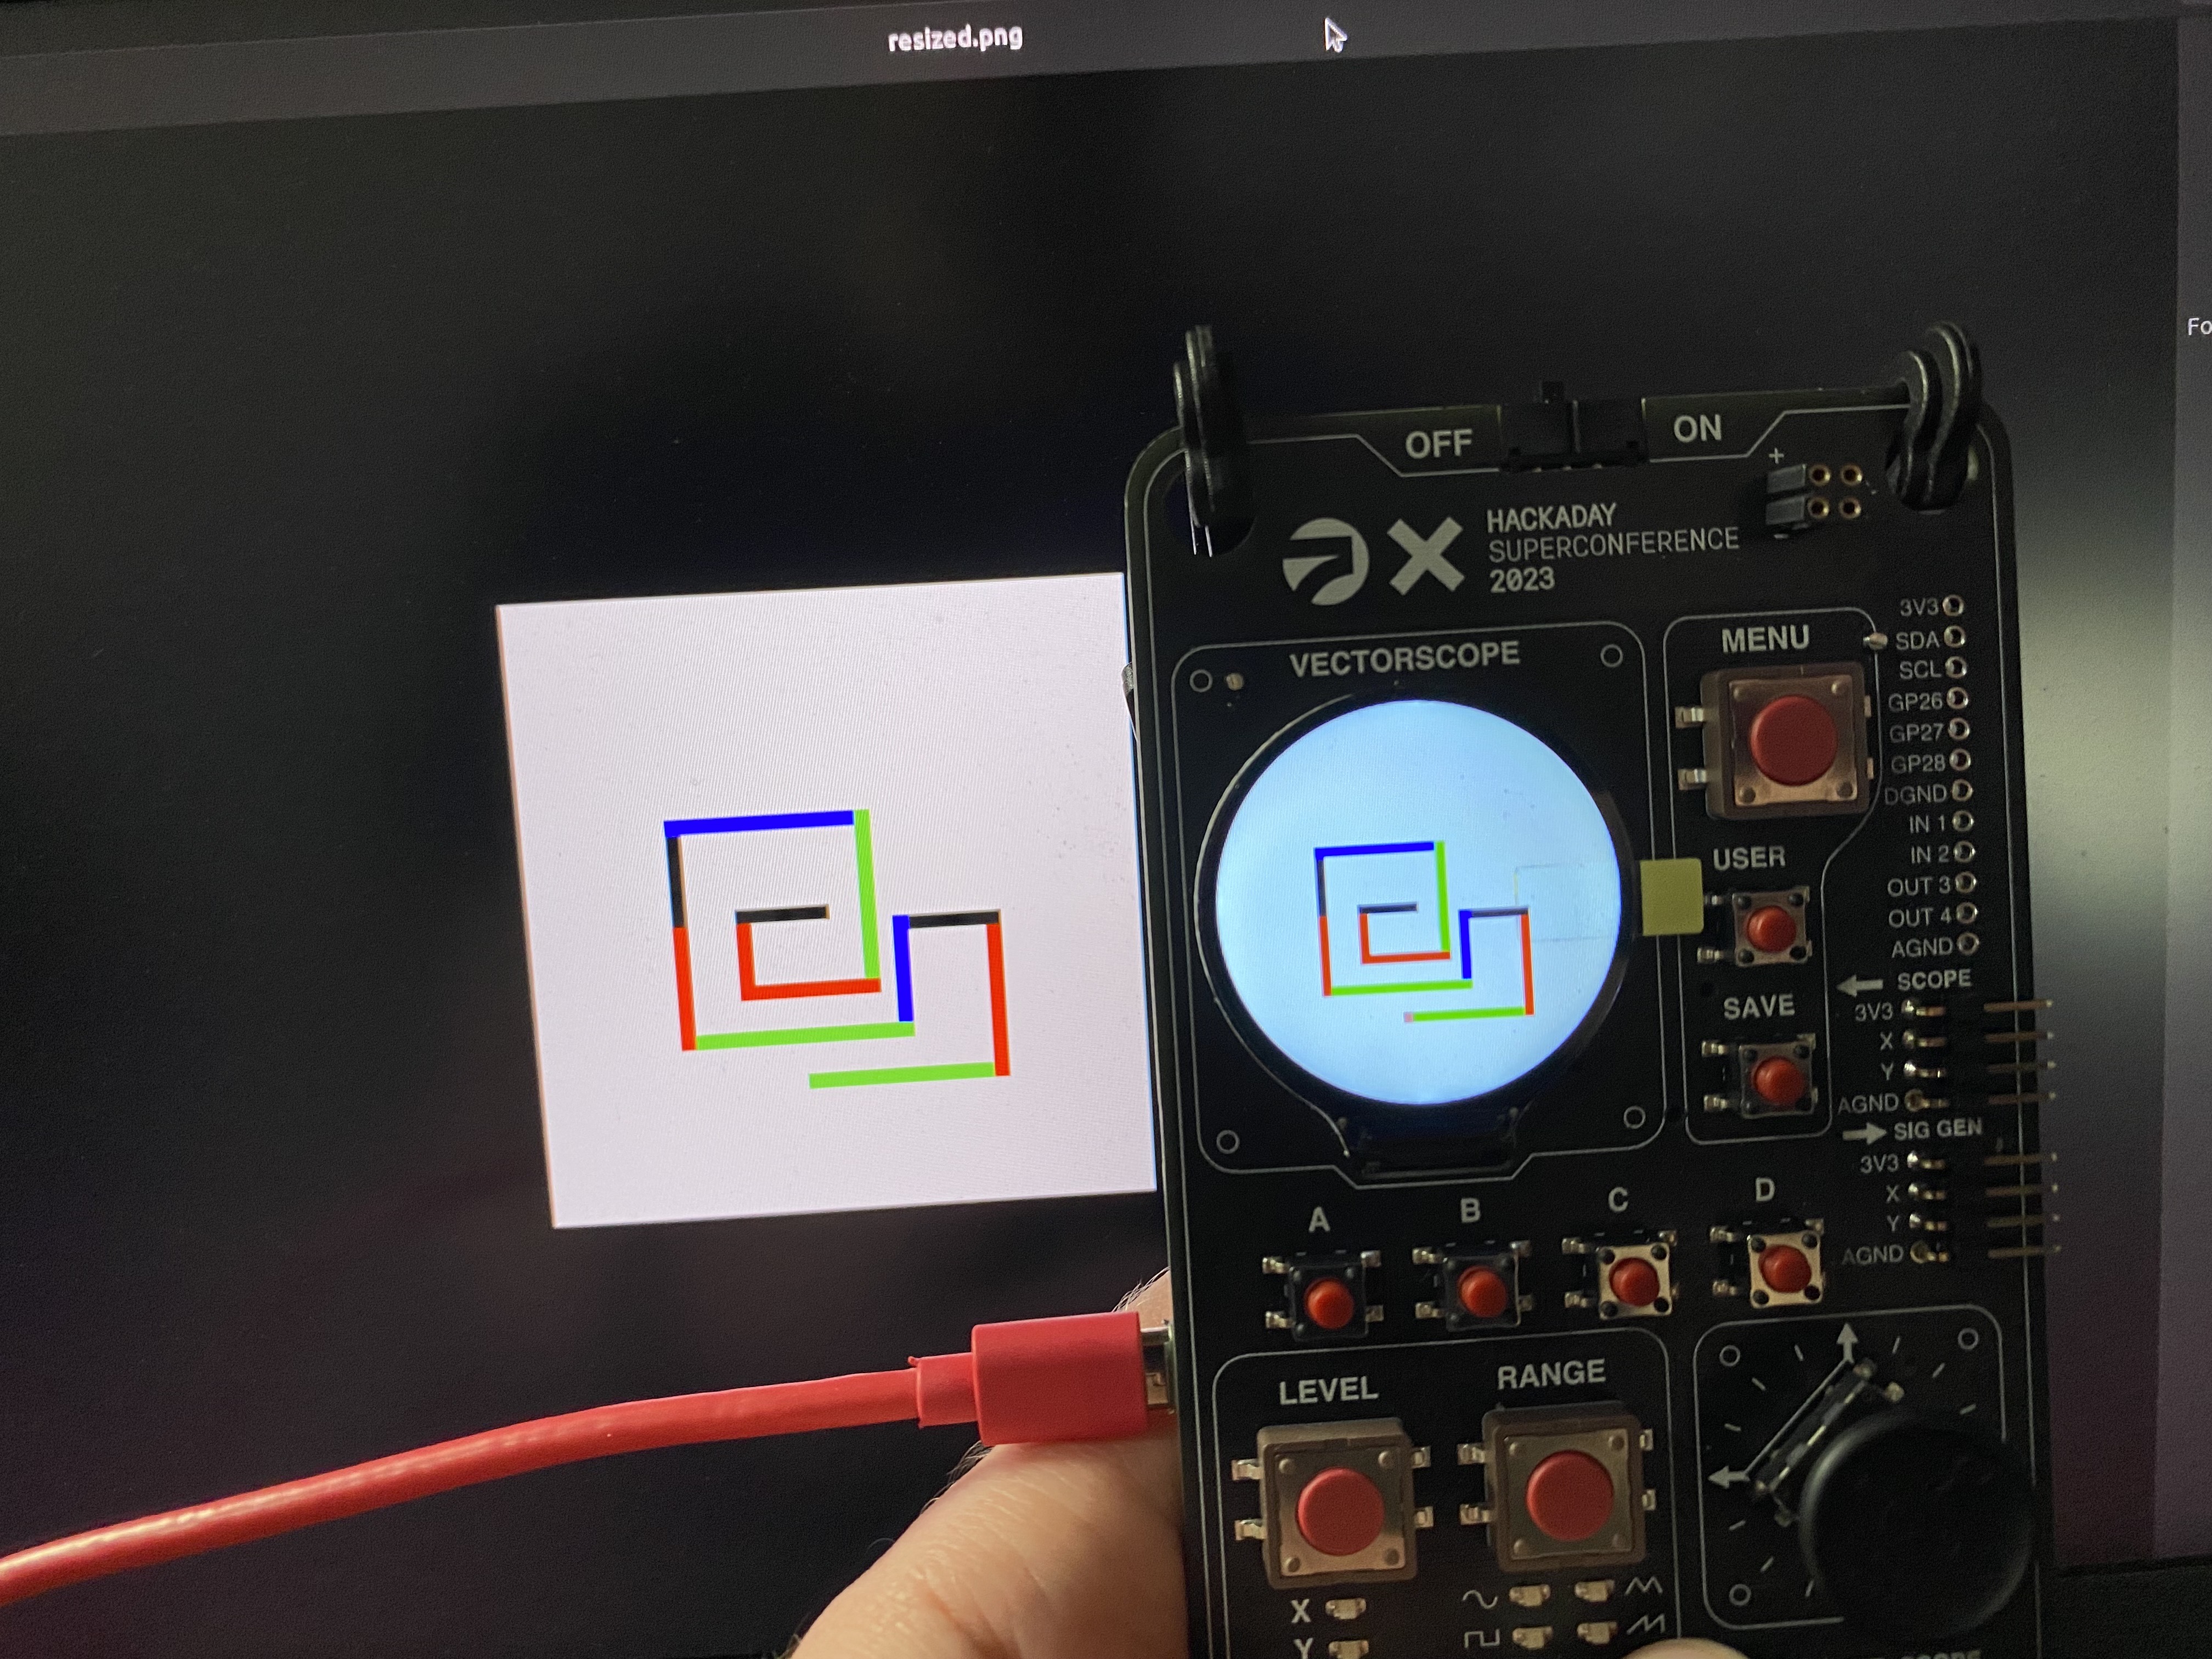 resized.png
Fo
OFF
ON
+
HACKADAY
SUPERCONFERENCE
2023
VECTORSCOPE
MENU
3V3
SDA
SCL
GP26
GP27
GP28
DGND
IN 1
IN 2
OUT 3
OUT 4
AGND
USER
SAVE
SCOPE
3V3
X
Y
AGND
SIG GEN
3V3
X
Y
AGND
A
B
C
D
LEVEL
RANGE
X
Y